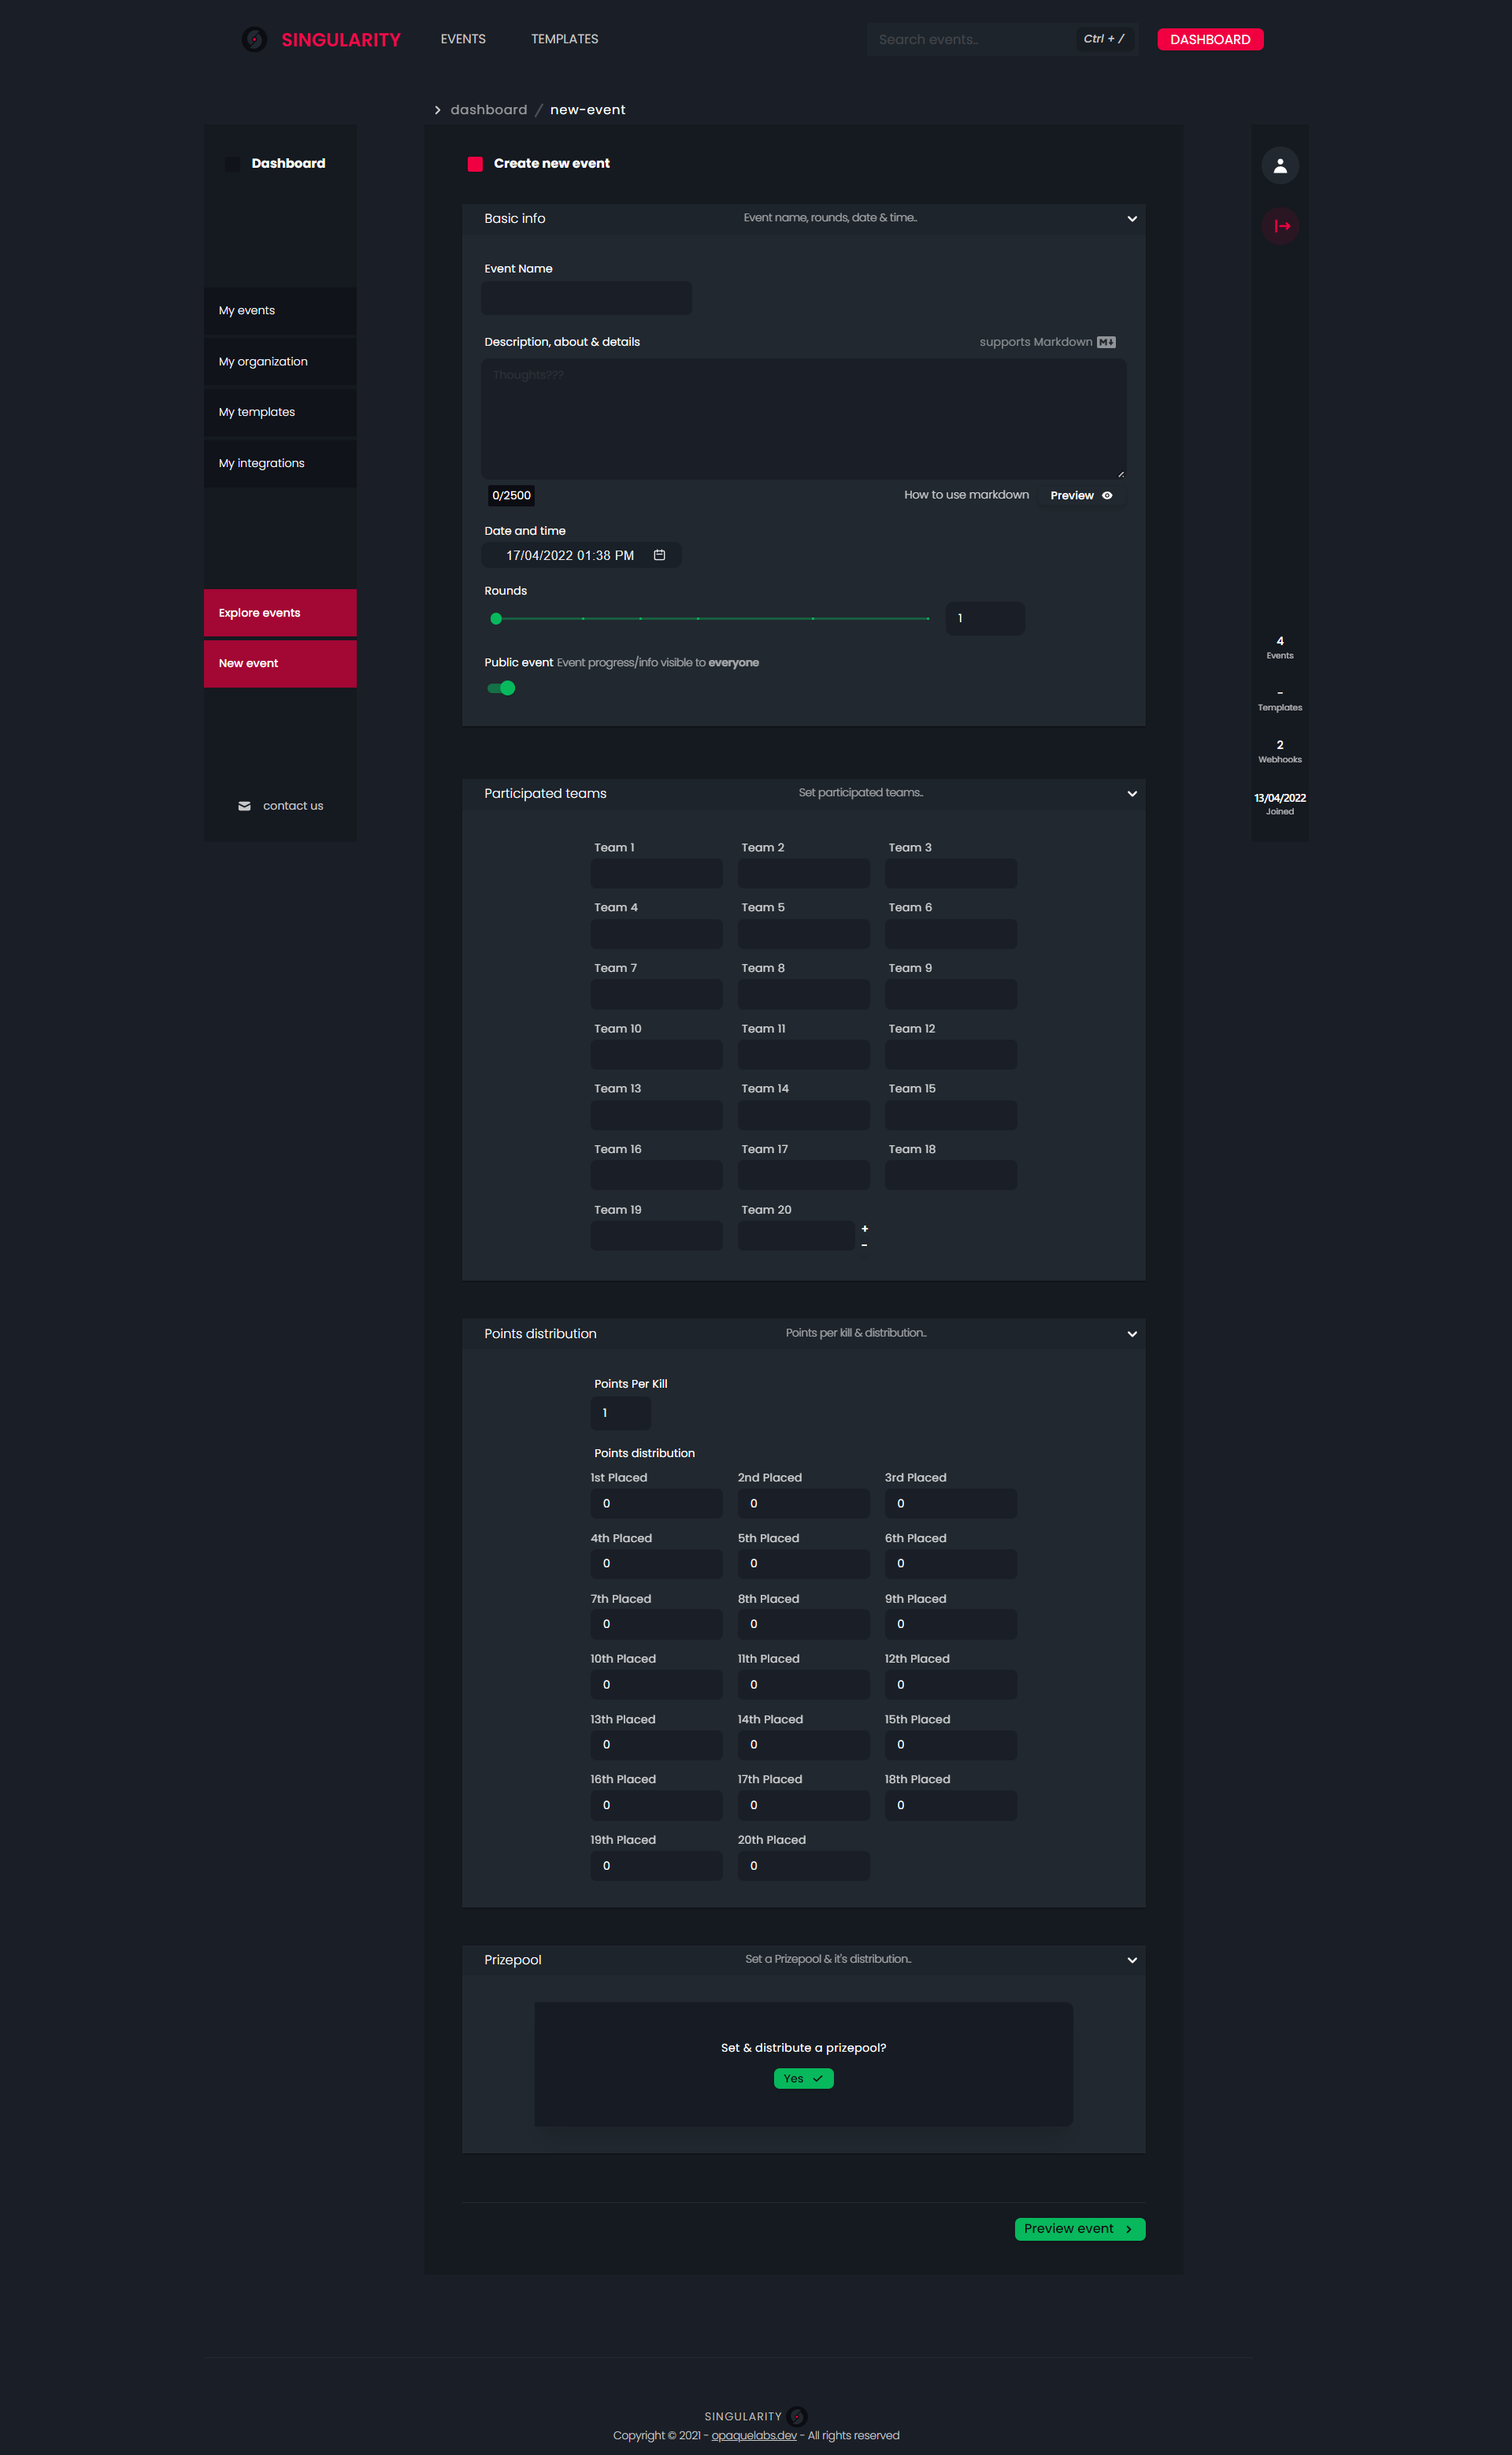 SINGULARITY
EVENTS
TEMPLATES
Search events..
Ctrl + /
DASHBOARD
dashboard / new-event
Dashboard
My events
My organization
My templates
My integrations
Explore events
New event
contact us
Create new event
Basic info
Event name, rounds, date & time..
Event Name
Description, about & details
supports Markdown
Thoughts???
0/2500
How to use markdown
Preview
Date and time
17/04/2022 01:38 PM
Rounds
1
Public event Event progress/info visible to everyone
4
Events
-
Templates
2
Webhooks
13/04/2022
Joined
Participated teams
Set participated teams..
Team 1
Team 2
Team 3
Team 4
Team 5
Team 6
Team 7
Team 8
Team 9
Team 10
Team 11
Team 12
Team 13
Team 14
Team 15
Team 16
Team 17
Team 18
Team 19
Team 20
+
-
Points distribution
Points per kill & distribution..
Points Per Kill
1
Points distribution
1st Placed
2nd Placed
3rd Placed
0
0
0
4th Placed
5th Placed
6th Placed
0
0
0
7th Placed
8th Placed
9th Placed
0
0
0
10th Placed
11th Placed
12th Placed
0
0
0
13th Placed
14th Placed
15th Placed
0
0
0
16th Placed
17th Placed
18th Placed
0
0
0
19th Placed
20th Placed
0
0
Prizepool
Set a Prizepool & it's distribution..
Set & distribute a prizepool?
Yes
Preview event
SINGULARITY
Copyright © 2021 - opaquelabs.dev - All rights reserved